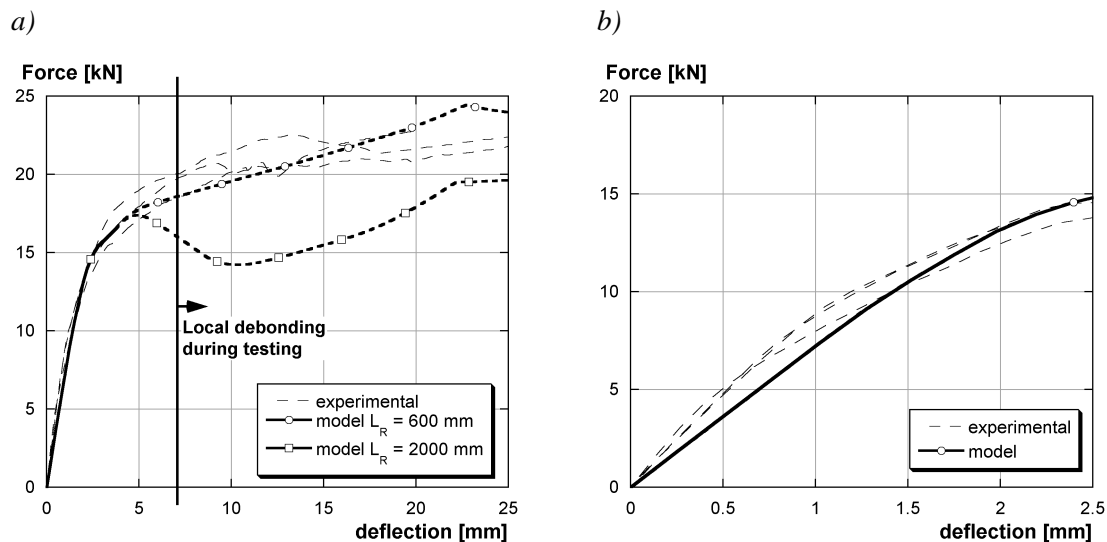 a)
Force [kN]
25
20
15
10
5
0
0 5 10 15 20 25
deflection [mm]
Local debonding
during testing
experimental
model L_R = 600 mm
model L_R = 2000 mm
b)
Force [kN]
20
15
10
5
0
0 0.5 1 1.5 2 2.5
deflection [mm]
experimental
model